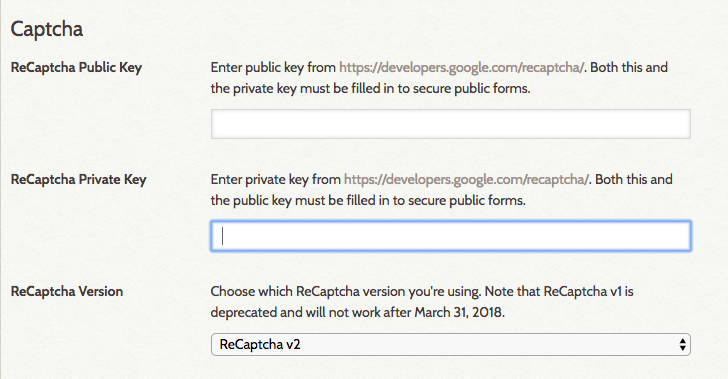 Captcha
ReCaptcha Public Key
Enter public key from https://developers.google.com/recaptcha/. Both this and
the private key must be filled in to secure public forms.
ReCaptcha Private Key
Enter private key from https://developers.google.com/recaptcha/. Both this and
the public key must be filled in to secure public forms.
ReCaptcha Version
Choose which ReCaptcha version you're using. Note that ReCaptcha v1 is
deprecated and will not work after March 31, 2018.
ReCaptcha v2